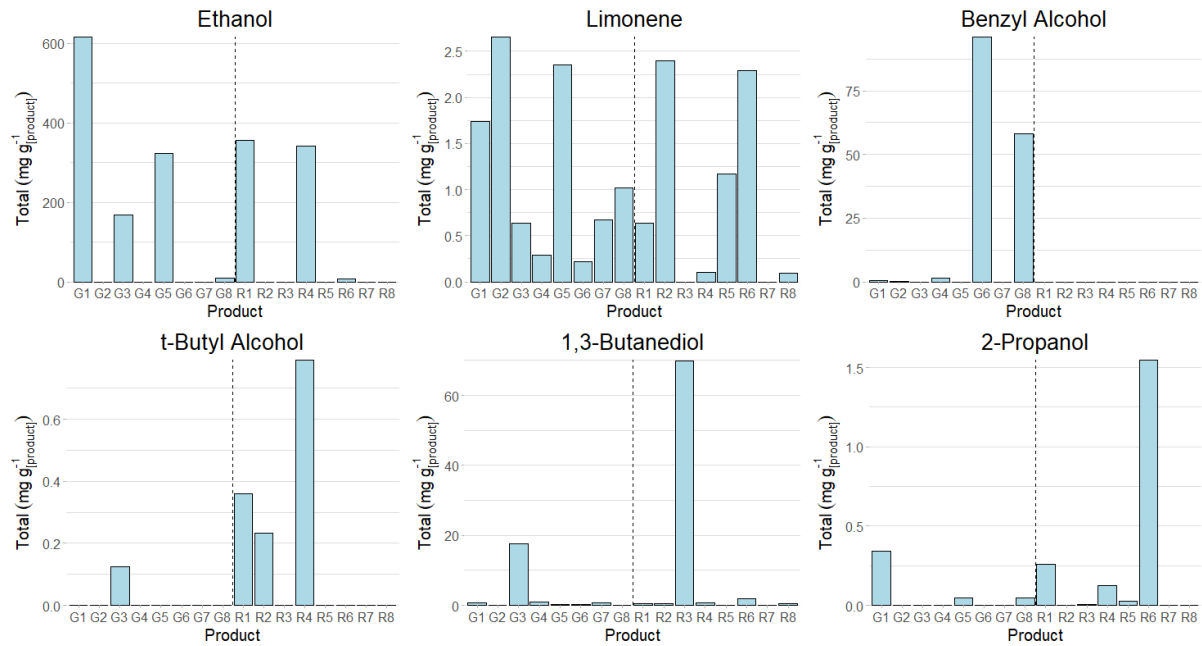 Ethanol
Total (mg g⁻¹[product])
600
400
200
0
G1 G2 G3 G4 G5 G6 G7 G8 R1 R2 R3 R4 R5 R6 R7 R8
Product
Limonene
Total (mg g⁻¹[product])
2.5
2.0
1.5
1.0
0.5
0.0
G1 G2 G3 G4 G5 G6 G7 G8 R1 R2 R3 R4 R5 R6 R7 R8
Product
Benzyl Alcohol
Total (mg g⁻¹[product])
75
50
25
0
G1 G2 G3 G4 G5 G6 G7 G8 R1 R2 R3 R4 R5 R6 R7 R8
Product
t-Butyl Alcohol
Total (mg g⁻¹[product])
0.6
0.4
0.2
0.0
G1 G2 G3 G4 G5 G6 G7 G8 R1 R2 R3 R4 R5 R6 R7 R8
Product
1,3-Butanediol
Total (mg g⁻¹[product])
60
40
20
0
G1 G2 G3 G4 G5 G6 G7 G8 R1 R2 R3 R4 R5 R6 R7 R8
Product
2-Propanol
Total (mg g⁻¹[product])
1.5
1.0
0.5
0.0
G1 G2 G3 G4 G5 G6 G7 G8 R1 R2 R3 R4 R5 R6 R7 R8
Product